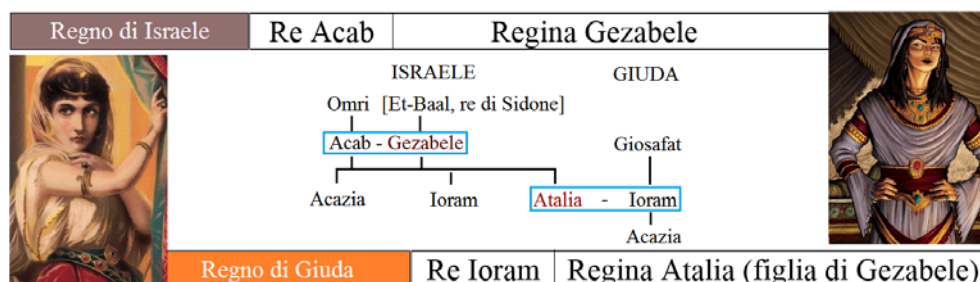 Regno di Israele Re Acab Regina Gezabele
ISRAELE GIUDA
Omri [Et-Baal, re di Sidone]
Acab - Gezabele Giosafat
Acazia Ioram Atalia - Ioram
Acazia
Regno di Giuda Re Ioram Regina Atalia (figlia di Gezabele)